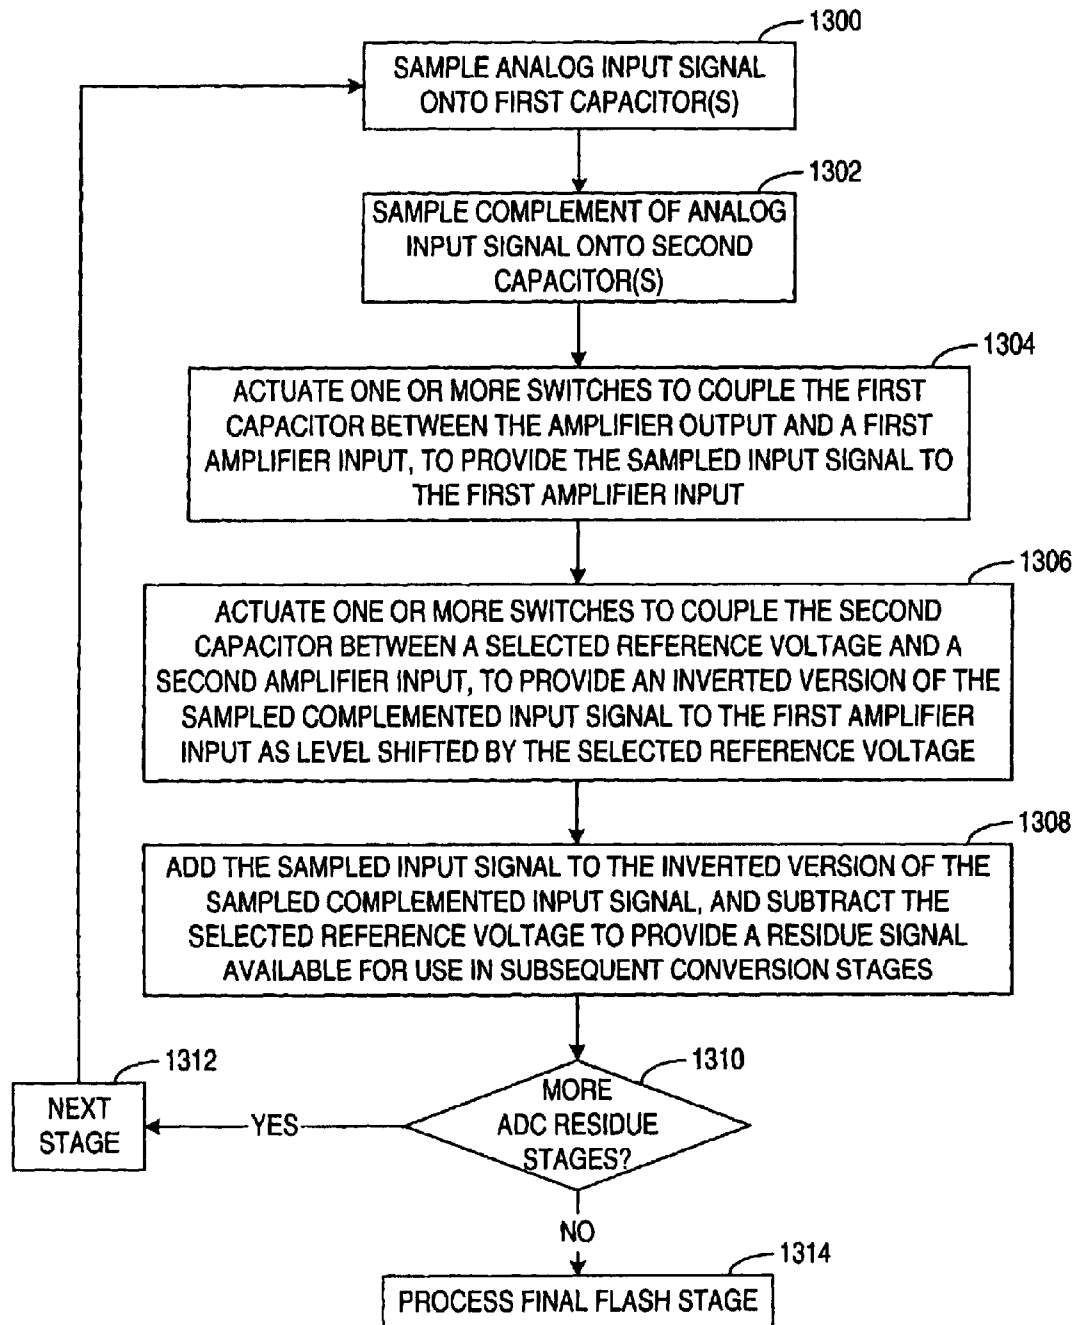 1300
SAMPLE ANALOG INPUT SIGNAL
ONTO FIRST CAPACITOR(S)
1302
SAMPLE COMPLEMENT OF ANALOG
INPUT SIGNAL ONTO SECOND
CAPACITOR(S)
1304
ACTUATE ONE OR MORE SWITCHES TO COUPLE THE FIRST
CAPACITOR BETWEEN THE AMPLIFIER OUTPUT AND A FIRST
AMPLIFIER INPUT, TO PROVIDE THE SAMPLED INPUT SIGNAL TO
THE FIRST AMPLIFIER INPUT
1306
ACTUATE ONE OR MORE SWITCHES TO COUPLE THE SECOND
CAPACITOR BETWEEN A SELECTED REFERENCE VOLTAGE AND A
SECOND AMPLIFIER INPUT, TO PROVIDE AN INVERTED VERSION OF THE
SAMPLED COMPLEMENTED INPUT SIGNAL TO THE FIRST AMPLIFIER
INPUT AS LEVEL SHIFTED BY THE SELECTED REFERENCE VOLTAGE
1308
ADD THE SAMPLED INPUT SIGNAL TO THE INVERTED VERSION OF THE
SAMPLED COMPLEMENTED INPUT SIGNAL, AND SUBTRACT THE
SELECTED REFERENCE VOLTAGE TO PROVIDE A RESIDUE SIGNAL
AVAILABLE FOR USE IN SUBSEQUENT CONVERSION STAGES
1310
MORE
ADC RESIDUE
STAGES?
YES
1312
NEXT
STAGE
NO
1314
PROCESS FINAL FLASH STAGE